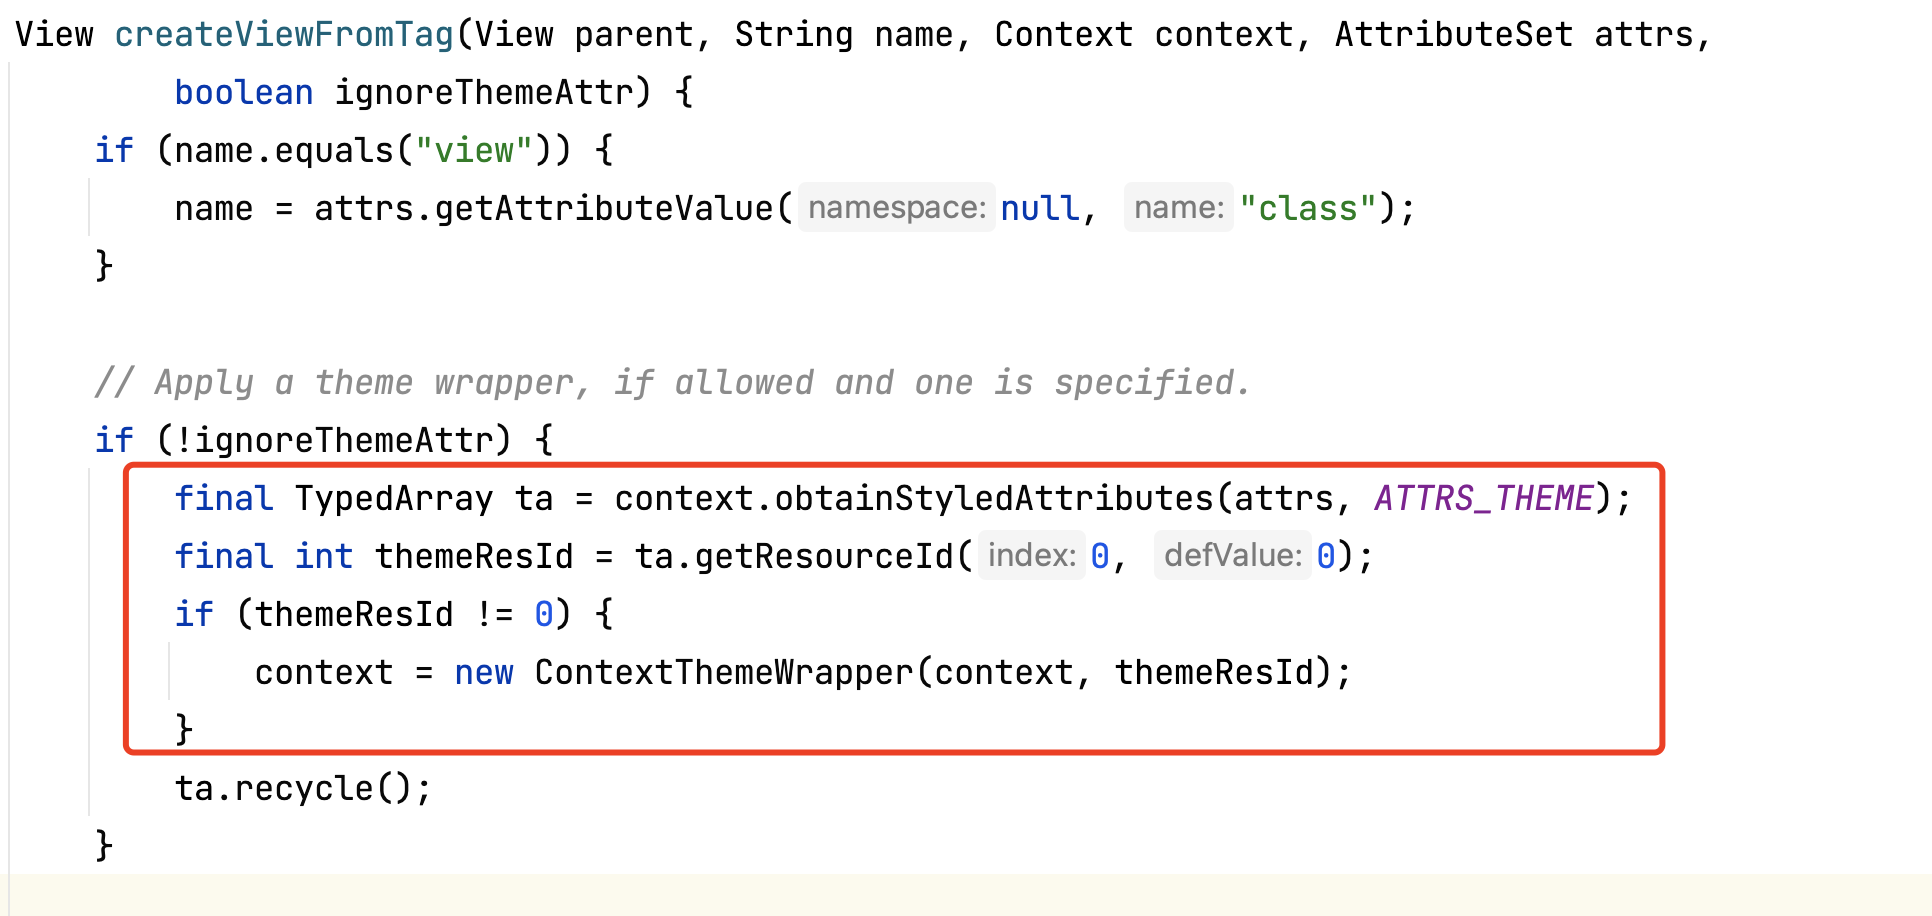 View createViewFromTag(View parent, String name, Context context, AttributeSet attrs,
boolean ignoreThemeAttr) {
if (name.equals("view")) {
name = attrs.getAttributeValue( namespace: null, name: "class");
}
// Apply a theme wrapper, if allowed and one is specified.
if (!ignoreThemeAttr) {
final TypedArray ta = context.obtainStyledAttributes(attrs, ATTRS_THEME);
final int themeResId = ta.getResourceId( index: 0, defValue: 0);
if (themeResId != 0) {
context = new ContextThemeWrapper(context, themeResId);
}
ta.recycle();
}